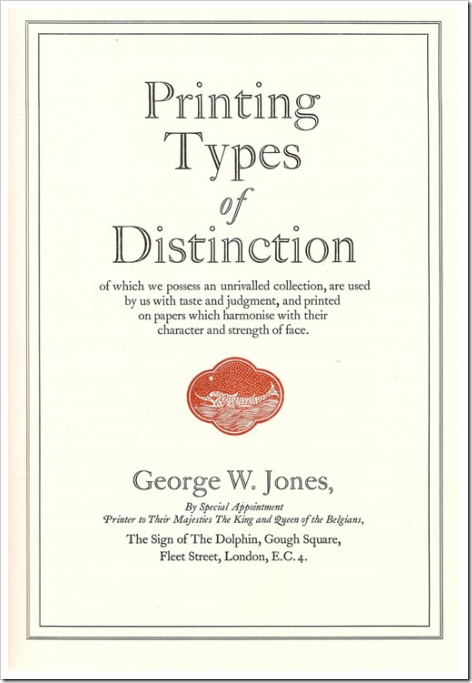 Printing
Types
of
Distinction
of which we possess an unrivalled collection, are used
by us with taste and judgment, and printed
on papers which harmonise with their
character and strength of face.
George W. Jones,
By Special Appointment
Printer to Their Majesties The King and Queen of the Belgians,
The Sign of The Dolphin, Gough Square,
Fleet Street, London, E.C. 4.